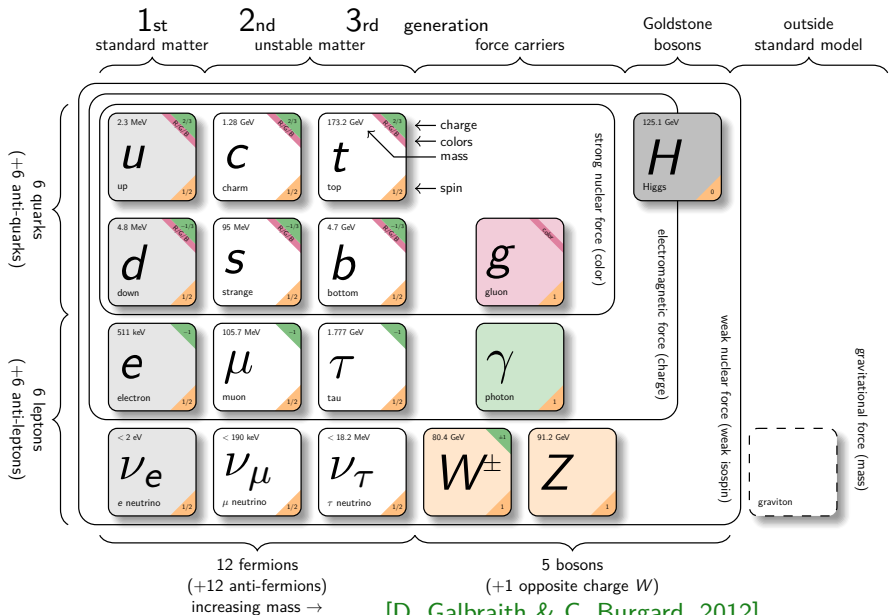 1st 2nd 3rd generation Goldstone bosons outside standard model
standard matter unstable matter force carriers
2.3 MeV 2/3 R/G/B u up 1/2
1.28 GeV 2/3 R/G/B c charm 1/2
173.2 GeV 2/3 R/G/B t top 1/2
charge
colors
mass
spin
125.1 GeV H Higgs 0
4.8 MeV −1/3 R/G/B d down 1/2
95 MeV −1/3 R/G/B s strange 1/2
4.7 GeV −1/3 R/G/B b bottom 1/2
color g gluon 1
511 keV −1 e electron 1/2
105.7 MeV −1 μ muon 1/2
1.777 GeV −1 τ tau 1/2
γ photon 1
< 2 eV νe e neutrino 1/2
< 190 keV νμ μ neutrino 1/2
< 18.2 MeV ντ τ neutrino 1/2
80.4 GeV ±1 W± 1
91.2 GeV Z 1
graviton
6 quarks
(+6 anti-quarks)
6 leptons
(+6 anti-leptons)
strong nuclear force (color)
electromagnetic force (charge)
weak nuclear force (weak isospin)
gravitational force (mass)
12 fermions
(+12 anti-fermions)
increasing mass →
5 bosons
(+1 opposite charge W)
[D. Galbraith & C. Burgard, 2012]